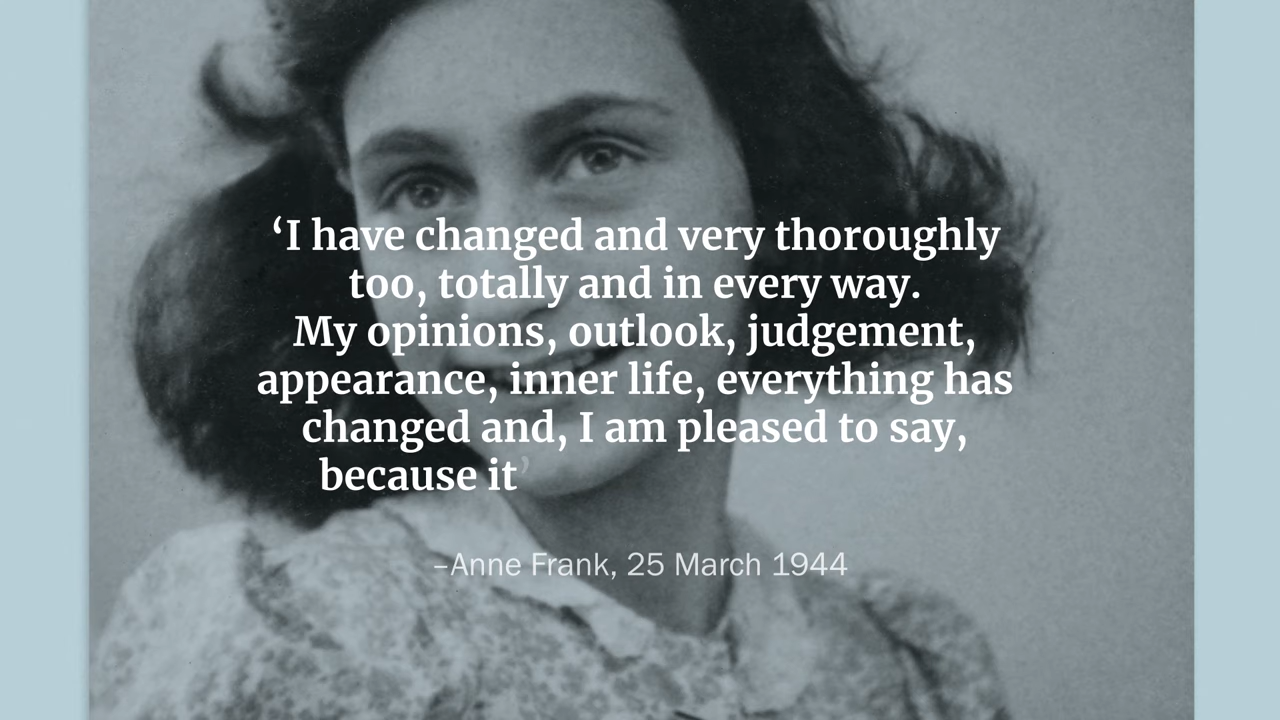 ‘I have changed and very thoroughly
too, totally and in every way.
My opinions, outlook, judgement,
appearance, inner life, everything has
changed and, I am pleased to say,
because it’
–Anne Frank, 25 March 1944